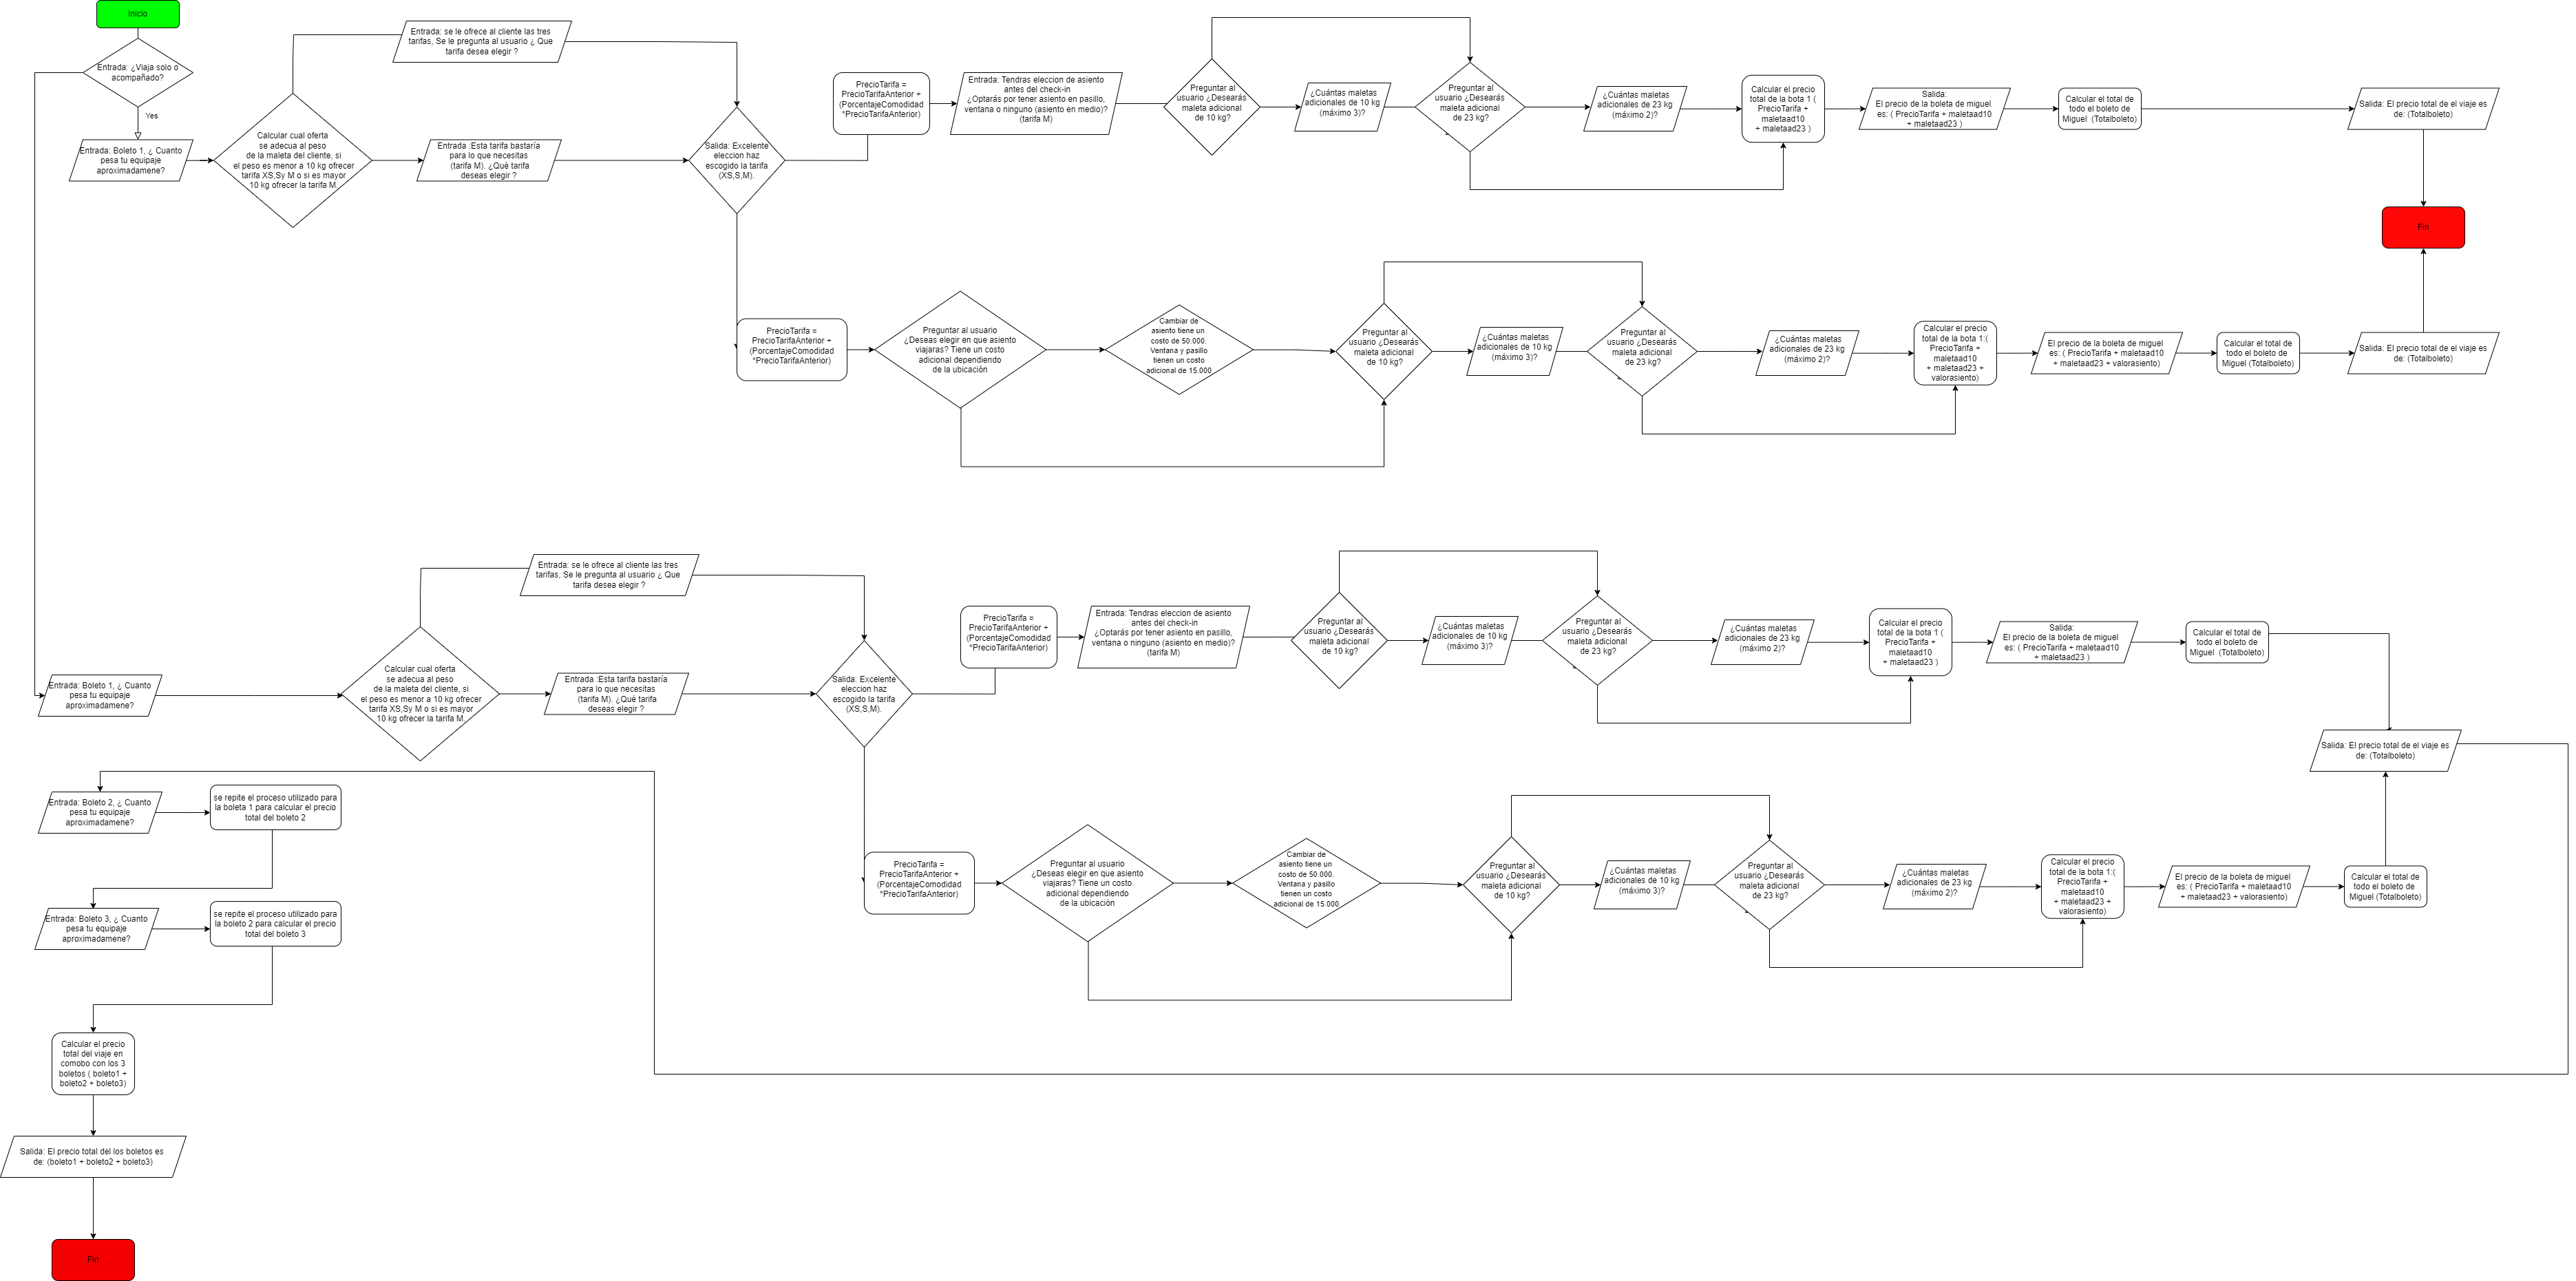 Inicio
Entrada: ¿Viaja solo o
acompañado?
Yes
Entrada: Boleto 1, ¿ Cuanto
pesa tu equipaje
aproximadamene?
Calcular cual oferta
se adecua al peso
de la maleta del cliente, si
el peso es menor a 10 kg ofrecer
tarifa XS,Sy M o si es mayor
10 kg ofrecer la tarifa M.
Entrada: se le ofrece al cliente las tres
tarifas, Se le pregunta al usuario ¿ Que
tarifa desea elegir ?
Entrada :Esta tarifa bastaría
para lo que necesitas
(tarifa M). ¿Què tarifa
deseas elegir ?
Salida: Excelente
eleccion haz
escogido la tarifa
(XS,S,M).
PrecioTarifa =
PrecioTarifaAnterior +
(PorcentajeComodidad
*PrecioTarifaAnterior)
Entrada: Tendras eleccion de asiento
antes del check-in
¿Optarás por tener asiento en pasillo,
ventana o ninguno (asiento en medio)?
(tarifa M)
Preguntar al
usuario ¿Desearás
maleta adicional
de 10 kg?
¿Cuántas maletas
adicionales de 10 kg
(máximo 3)?
Preguntar al
usuario ¿Desearás
maleta adicional
de 23 kg?
¿Cuántas maletas
adicionales de 23 kg
(máximo 2)?
Calcular el precio
total de la bota 1 (
PrecioTarifa +
maletaad10
+ maletaad23 )
Salida:
El precio de la boleta de miguel
es: ( PrecioTarifa + maletaad10
+ maletaad23 )
Calcular el total de
todo el boleto de
Miguel  (Totalboleto)
Salida: El precio total de el viaje es
de: (Totalboleto)
Fin
PrecioTarifa =
PrecioTarifaAnterior +
(PorcentajeComodidad
*PrecioTarifaAnterior)
Preguntar al usuario
¿Deseas elegir en que asiento
viajaras? Tiene un costo
adicional dependiendo
de la ubicación
Cambiar de
asiento tiene un
costo de 50.000.
Ventana y pasillo
tienen un costo
adicional de 15.000
Preguntar al
usuario ¿Desearás
maleta adicional
de 10 kg?
¿Cuántas maletas
adicionales de 10 kg
(máximo 3)?
Preguntar al
usuario ¿Desearás
maleta adicional
de 23 kg?
¿Cuántas maletas
adicionales de 23 kg
(máximo 2)?
Calcular el precio
total de la bota 1:(
PrecioTarifa +
maletaad10
+ maletaad23 +
valorasiento)
El precio de la boleta de miguel
es: ( PrecioTarifa + maletaad10
+ maletaad23 + valorasiento)
Calcular el total de
todo el boleto de
Miguel (Totalboleto)
Salida: El precio total de el viaje es
de: (Totalboleto)
Entrada: Boleto 1, ¿ Cuanto
pesa tu equipaje
aproximadamene?
Calcular cual oferta
se adecua al peso
de la maleta del cliente, si
el peso es menor a 10 kg ofrecer
tarifa XS,Sy M o si es mayor
10 kg ofrecer la tarifa M.
Entrada: se le ofrece al cliente las tres
tarifas, Se le pregunta al usuario ¿ Que
tarifa desea elegir ?
Entrada :Esta tarifa bastaría
para lo que necesitas
(tarifa M). ¿Què tarifa
deseas elegir ?
Salida: Excelente
eleccion haz
escogido la tarifa
(XS,S,M).
PrecioTarifa =
PrecioTarifaAnterior +
(PorcentajeComodidad
*PrecioTarifaAnterior)
Entrada: Tendras eleccion de asiento
antes del check-in
¿Optarás por tener asiento en pasillo,
ventana o ninguno (asiento en medio)?
(tarifa M)
Preguntar al
usuario ¿Desearás
maleta adicional
de 10 kg?
¿Cuántas maletas
adicionales de 10 kg
(máximo 3)?
Preguntar al
usuario ¿Desearás
maleta adicional
de 23 kg?
¿Cuántas maletas
adicionales de 23 kg
(máximo 2)?
Calcular el precio
total de la bota 1 (
PrecioTarifa +
maletaad10
+ maletaad23 )
Salida:
El precio de la boleta de miguel
es: ( PrecioTarifa + maletaad10
+ maletaad23 )
Calcular el total de
todo el boleto de
Miguel  (Totalboleto)
Salida: El precio total de el viaje es
de: (Totalboleto)
PrecioTarifa =
PrecioTarifaAnterior +
(PorcentajeComodidad
*PrecioTarifaAnterior)
Preguntar al usuario
¿Deseas elegir en que asiento
viajaras? Tiene un costo
adicional dependiendo
de la ubicación
Cambiar de
asiento tiene un
costo de 50.000.
Ventana y pasillo
tienen un costo
adicional de 15.000
Preguntar al
usuario ¿Desearás
maleta adicional
de 10 kg?
¿Cuántas maletas
adicionales de 10 kg
(máximo 3)?
Preguntar al
usuario ¿Desearás
maleta adicional
de 23 kg?
¿Cuántas maletas
adicionales de 23 kg
(máximo 2)?
Calcular el precio
total de la bota 1:(
PrecioTarifa +
maletaad10
+ maletaad23 +
valorasiento)
El precio de la boleta de miguel
es: ( PrecioTarifa + maletaad10
+ maletaad23 + valorasiento)
Calcular el total de
todo el boleto de
Miguel (Totalboleto)
Entrada: Boleto 2, ¿ Cuanto
pesa tu equipaje
aproximadamene?
se repite el proceso utilizado para
la boleta 1 para calcular el precio
total del boleto 2
Entrada: Boleto 3, ¿ Cuanto
pesa tu equipaje
aproximadamene?
se repite el proceso utilizado para
la boleto 2 para calcular el precio
total del boleto 3
Calcular el precio
total del viaje en
comobo con los 3
boletos ( boleto1 +
boleto2 + boleto3)
Salida: El precio total del los boletos es
de: (boleto1 + boleto2 + boleto3)
Fin